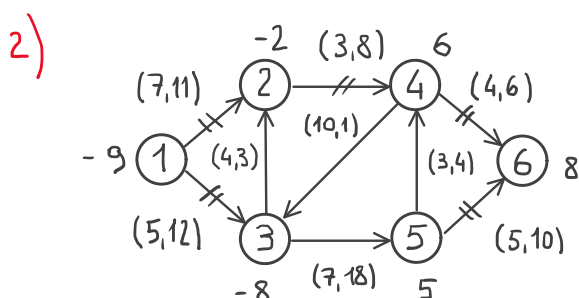 2)
-2 (3,8) 6
(7,11) 2 4 (4,6)
(10,1)
-9 1 (4,3) (3,4) 6 8
(5,12) 3 5 (5,10)
-8 (7,18) 5